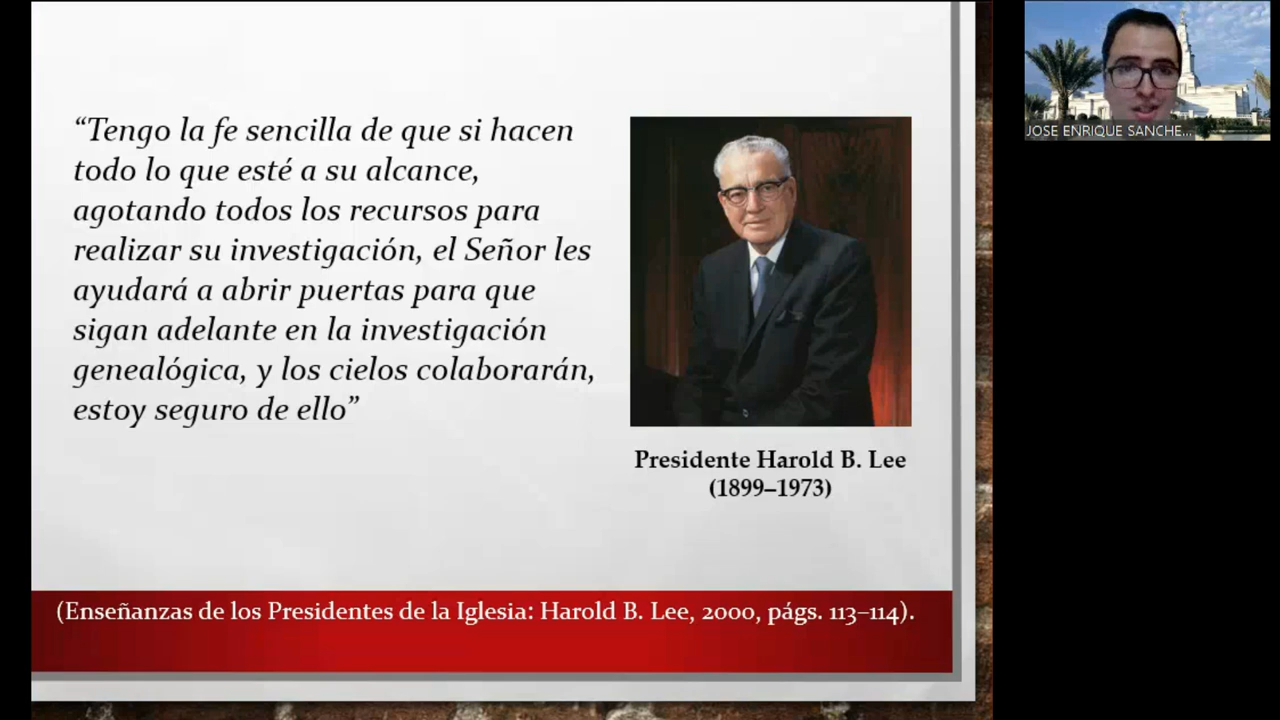 “Tengo la fe sencilla de que si hacen
todo lo que esté a su alcance,
agotando todos los recursos para
realizar su investigación, el Señor les
ayudará a abrir puertas para que
sigan adelante en la investigación
genealógica, y los cielos colaborarán,
estoy seguro de ello”
Presidente Harold B. Lee
(1899–1973)
(Enseñanzas de los Presidentes de la Iglesia: Harold B. Lee, 2000, págs. 113–114).
JOSE ENRIQUE SANCHE...